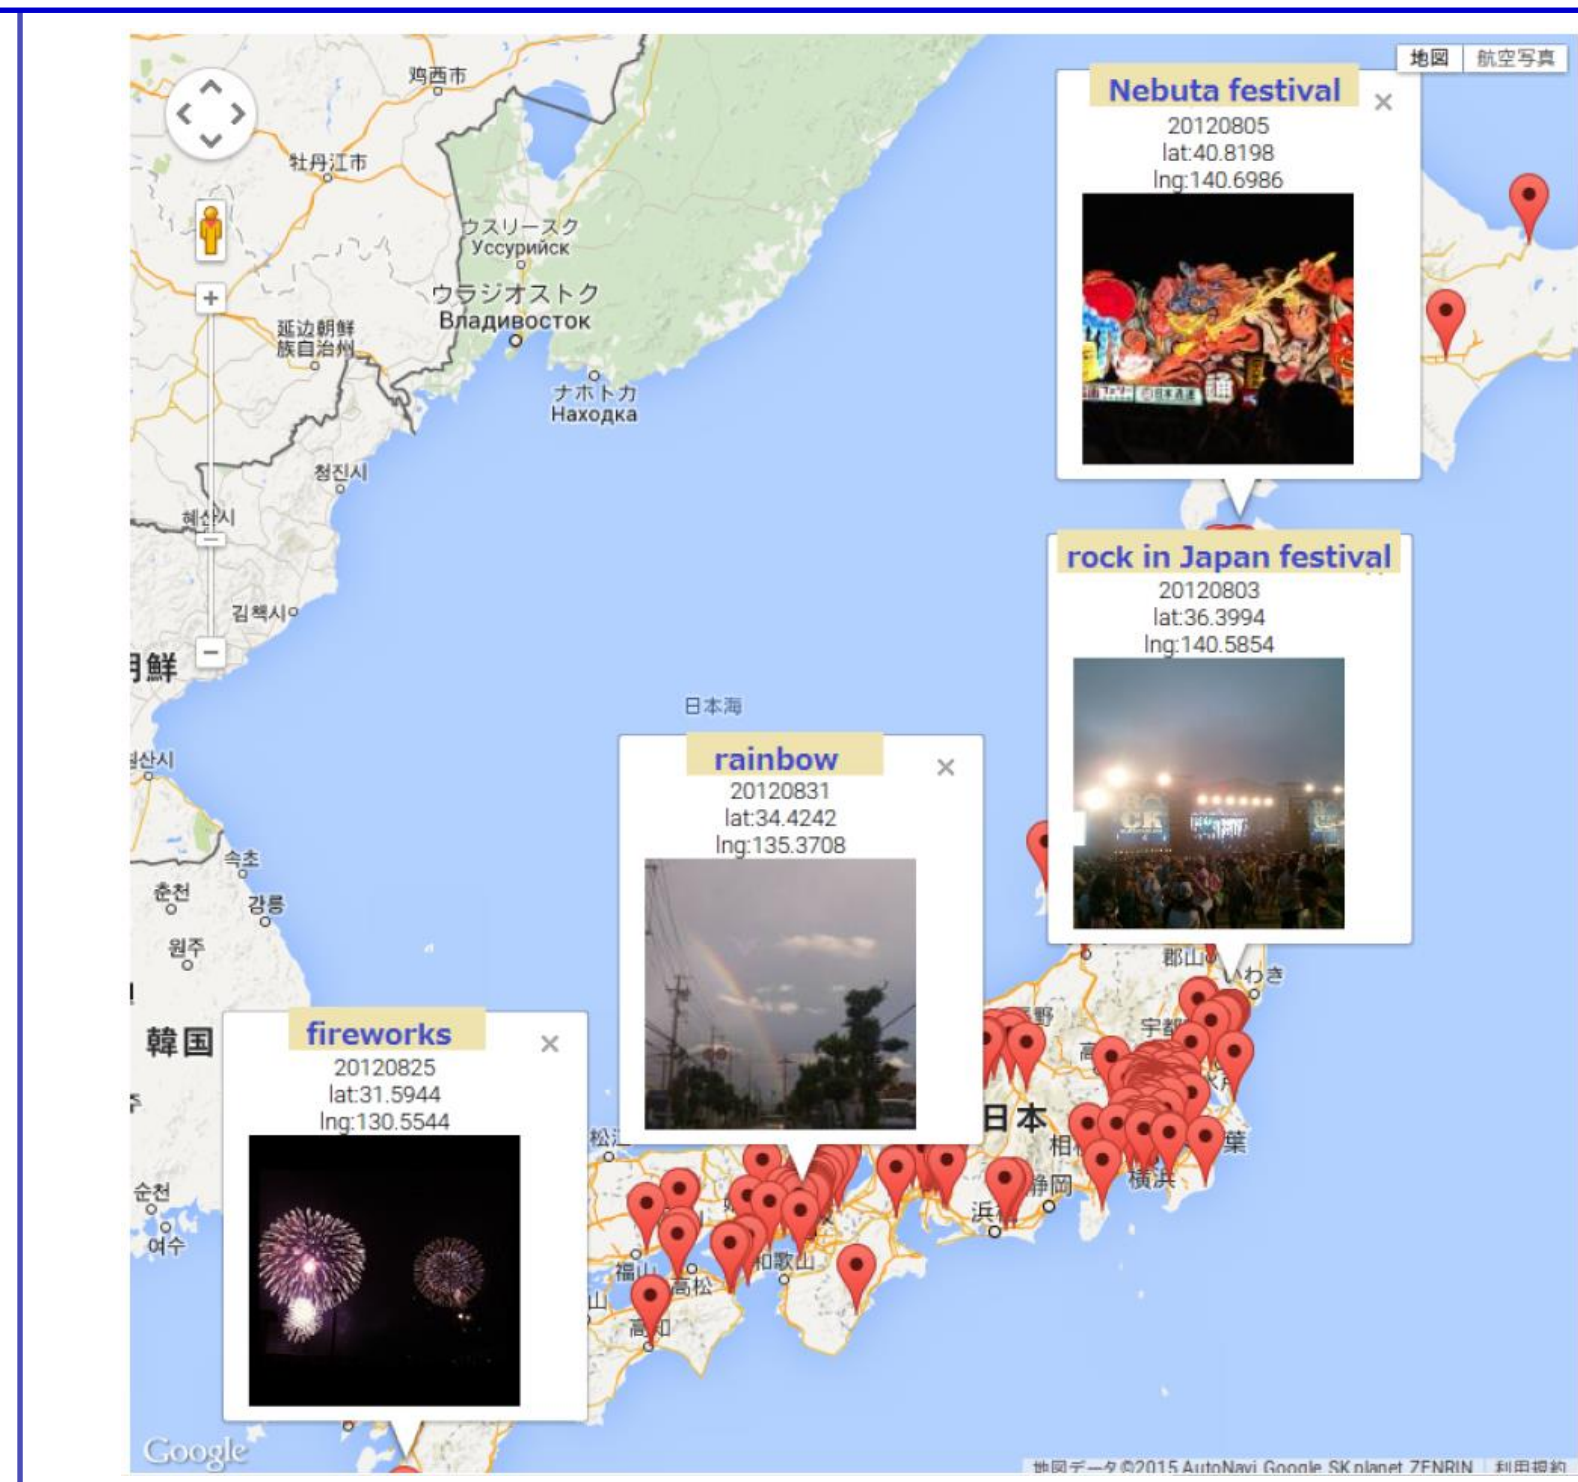 地図
航空写真
鸡西市
牡丹江市
ウスリースク
Уссурийск
ウラジオストク
Владивосток
延边朝鲜
族自治州
ナホトカ
Находка
청진시
혜산시
김책시
日本海
속초
春천
강릉
원주
韓国
순천
여수
Nebuta festival
20120805
lat:40.8198
lng:140.6986
rock in Japan festival
20120803
lat:36.3994
lng:140.5854
ROCK
rainbow
20120831
lat:34.4242
lng:135.3708
fireworks
20120825
lat:31.5944
lng:130.5544
郡山
いわき
日本
静岡
横浜
和歌山
福山
高松
高知
Google
地図データ©2015 AutoNavi, Google, SK planet, ZENRIN
利用規約